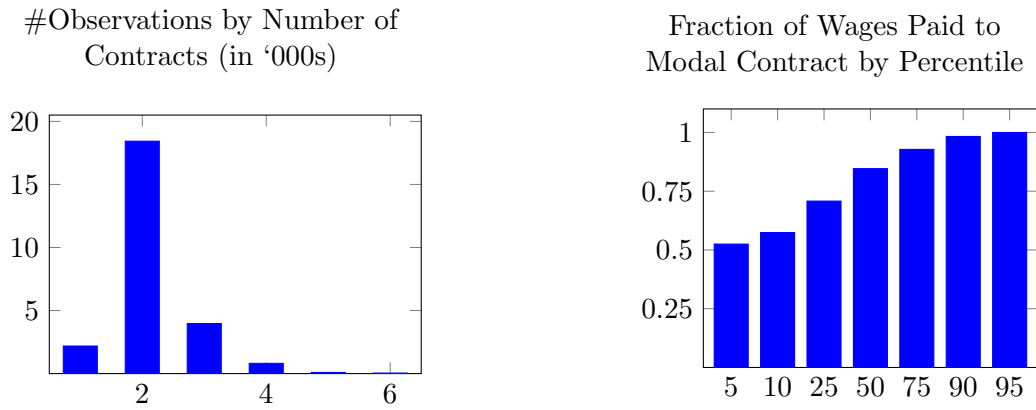 #Observations by Number of
Contracts (in ‘000s)
20
15
10
5
2 4 6
Fraction of Wages Paid to
Modal Contract by Percentile
1
0.75
0.5
0.25
5 10 25 50 75 90 95